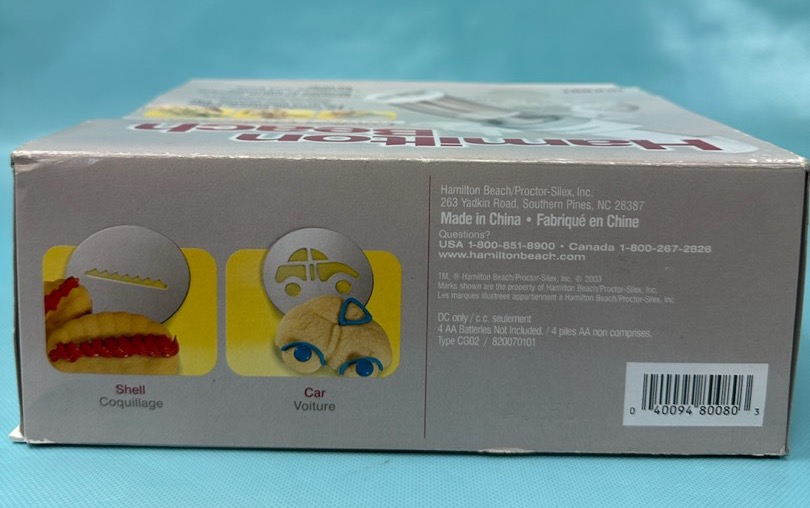 Hamilton
Beach
Hamilton Beach/Proctor-Silex, Inc.
263 Yadkin Road, Southern Pines, NC 28387
Made in China • Fabriqué en Chine
Questions?
USA 1-800-851-8900 • Canada 1-800-267-2826
www.hamiltonbeach.com
TM, ® Hamilton Beach/Proctor-Silex, Inc. © 2003
Marks shown are the property of Hamilton Beach/Proctor-Silex, Inc.
Les marques illustrées appartiennent à Hamilton Beach/Proctor-Silex, Inc.
DC only / c.c. seulement
4 AA Batteries Not Included. / 4 piles AA non comprises.
Type CG02 / 820070101
Shell
Coquillage
Car
Voiture
0 40094 80080 3